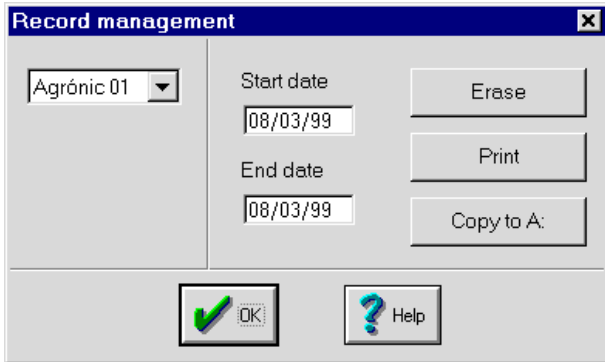 Record management
Agrónic 01
Start date
08/03/99
End date
08/03/99
Erase
Print
Copy to A:
OK
Help